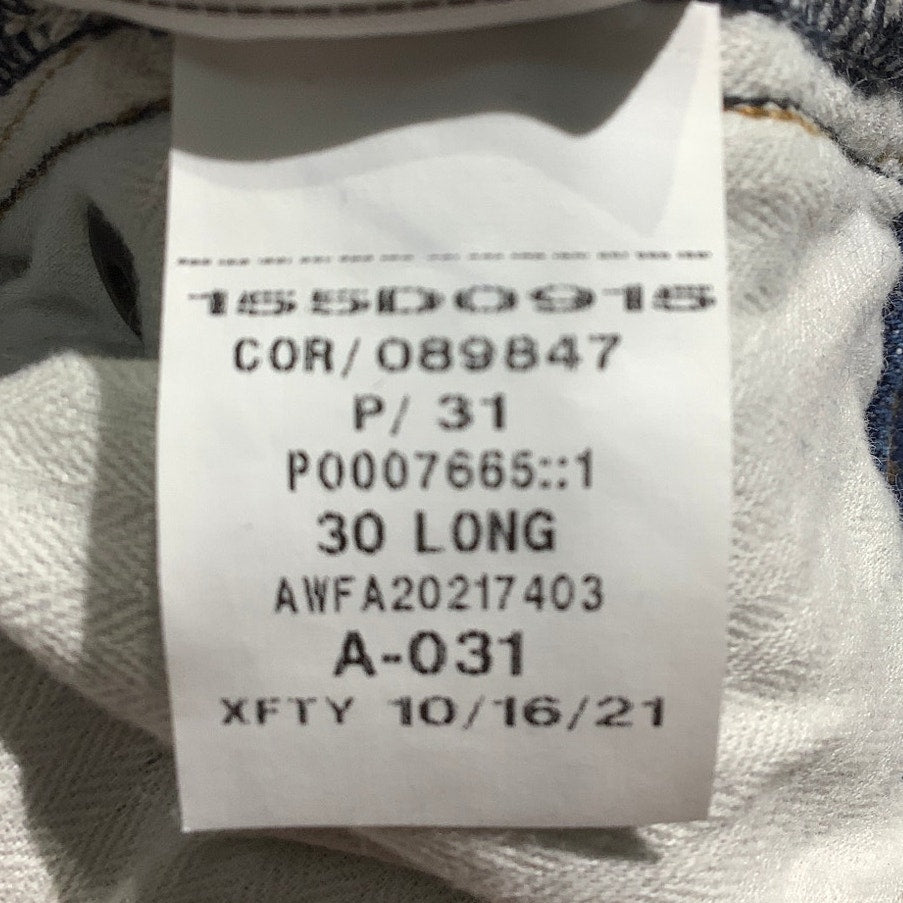 155D0915
COR/089847
P/ 31
P0007665::1
30 LONG
AWFA20217403
A-031
XFTY 10/16/21